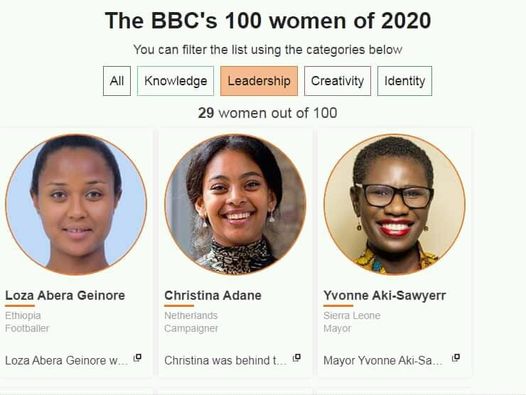 The BBC's 100 women of 2020
You can filter the list using the categories below
All Knowledge Leadership Creativity Identity
29 women out of 100
Loza Abera Geinore
Ethiopia
Footballer
Loza Abera Geinore w...
Christina Adane
Netherlands
Campaigner
Christina was behind t...
Yvonne Aki-Sawyerr
Sierra Leone
Mayor
Mayor Yvonne Aki-Sa...